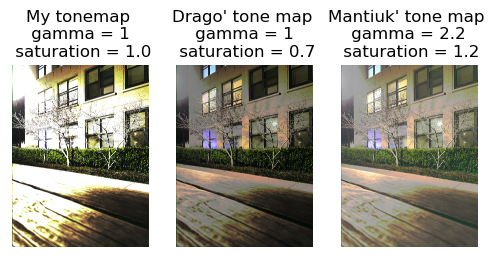 My tonemap
gamma = 1
saturation = 1.0
Drago' tone map
gamma = 1
saturation = 0.7
Mantiuk' tone map
gamma = 2.2
saturation = 1.2